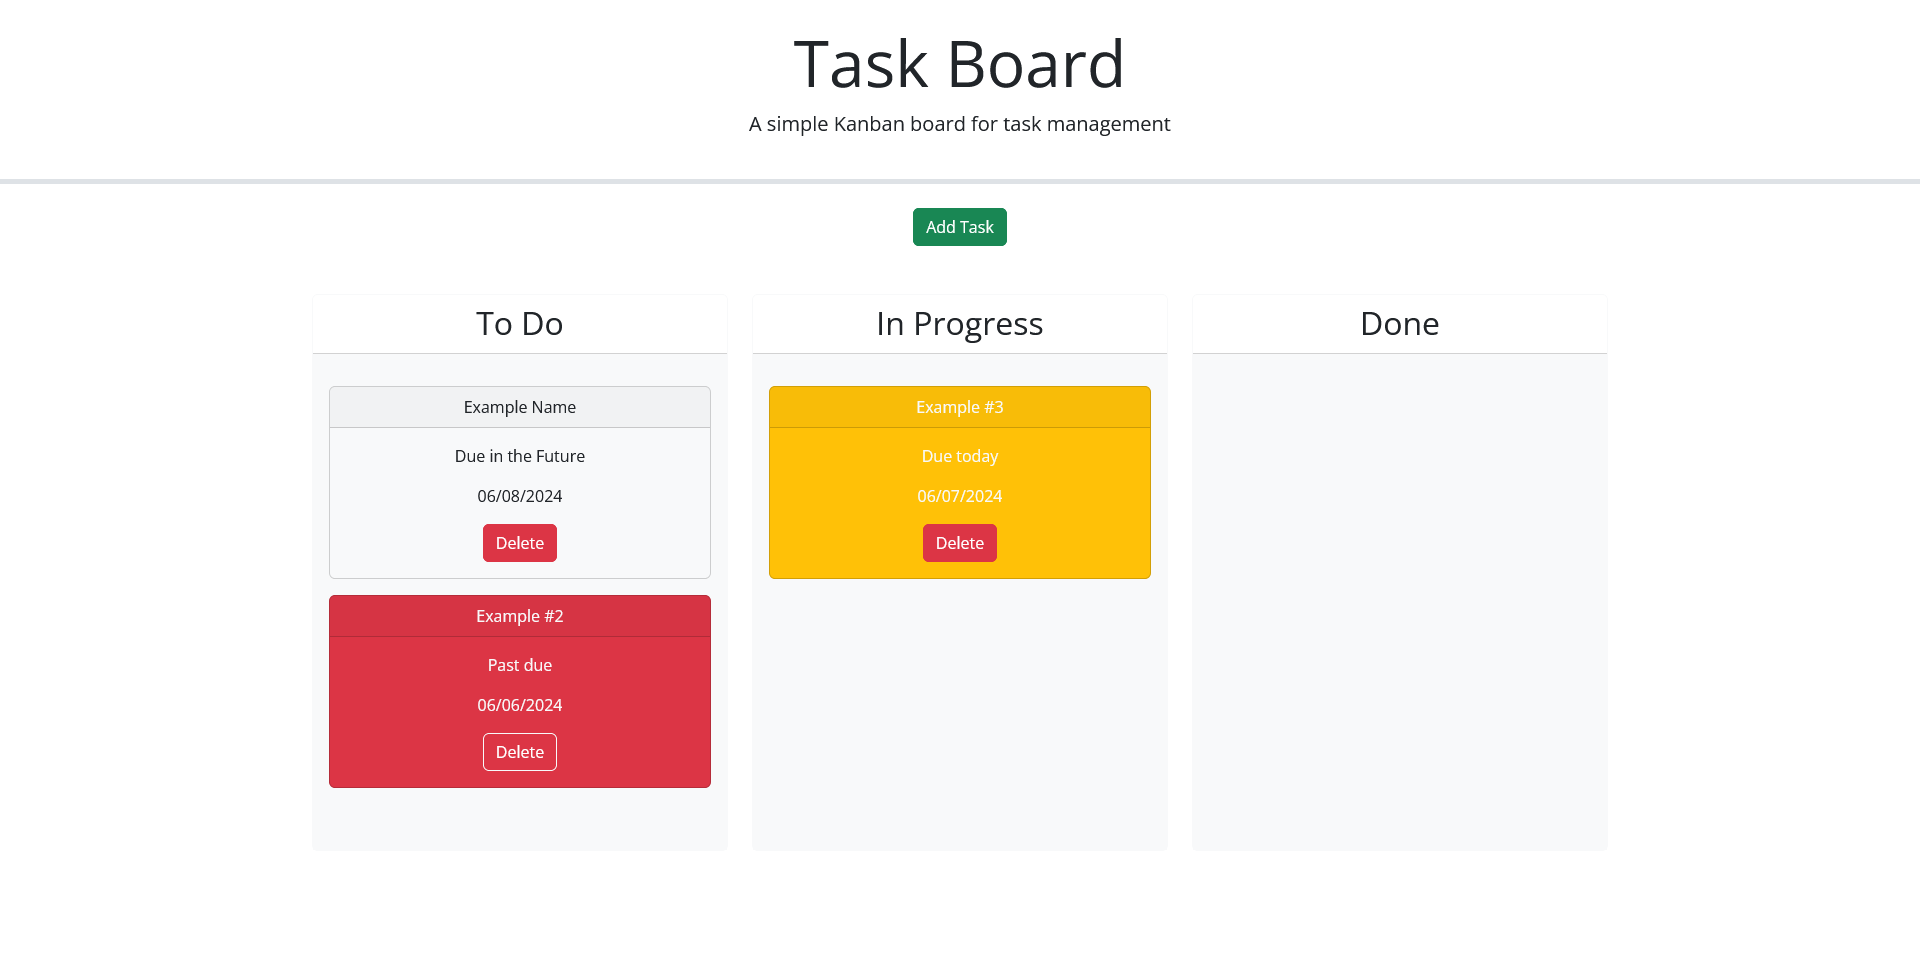 Task Board
A simple Kanban board for task management
Add Task
To Do
Example Name
Due in the Future
06/08/2024
Delete
Example #2
Past due
06/06/2024
Delete
In Progress
Example #3
Due today
06/07/2024
Delete
Done